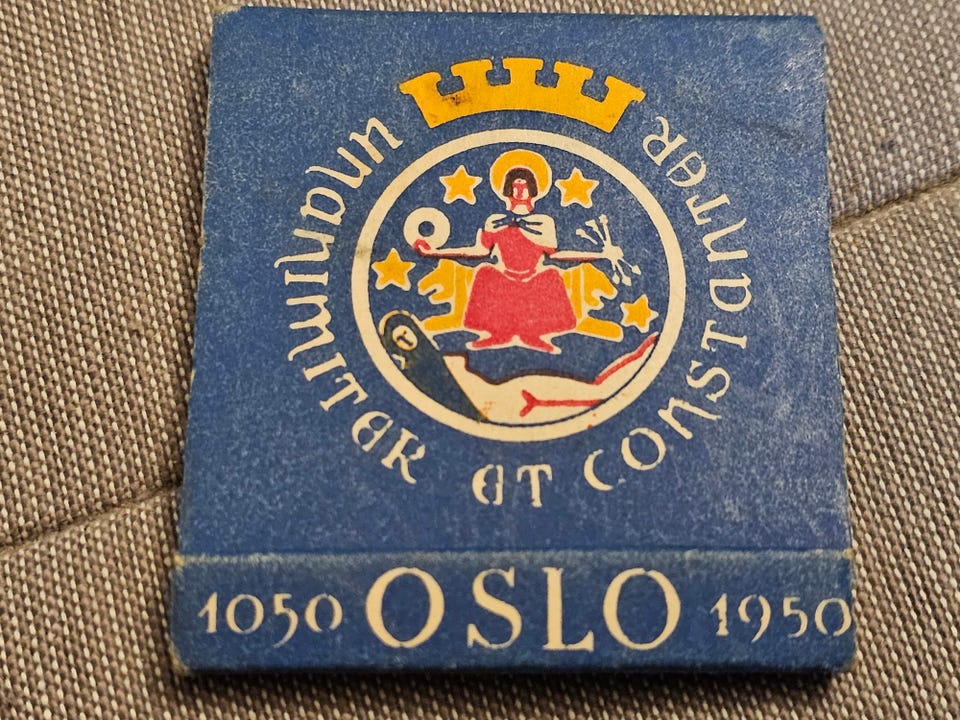 UNANIMITER ET CONSTANTER
1050 OSLO 1950